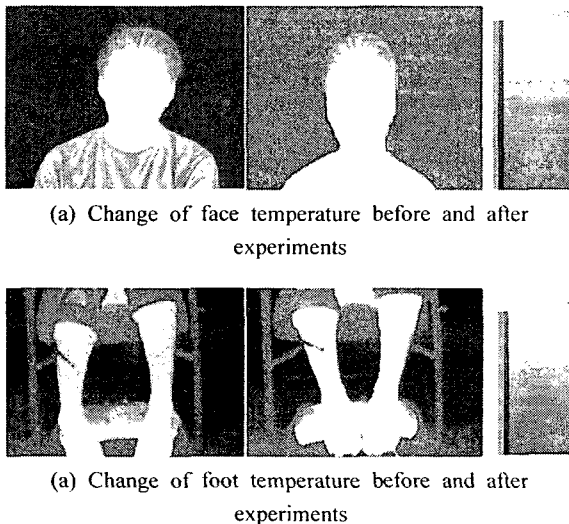 (a) Change of face temperature before and after
experiments
(a) Change of foot temperature before and after
experiments